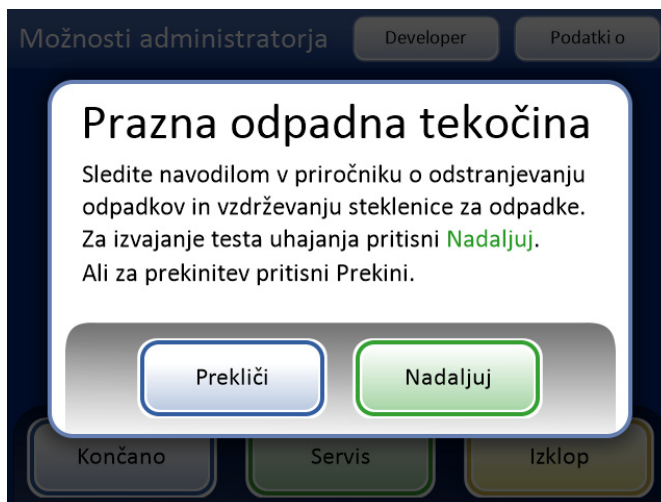 Možnosti administratorja
Developer
Podatki o
Prazna odpadna tekočina
Sledite navodilom v priročniku o odstranjevanju
odpadkov in vzdrževanju steklenice za odpadke.
Za izvajanje testa uhajanja pritisni Nadaljuj.
Ali za prekinitev pritisni Prekini.
Prekliči
Nadaljuj
Končano
Servis
Izklop